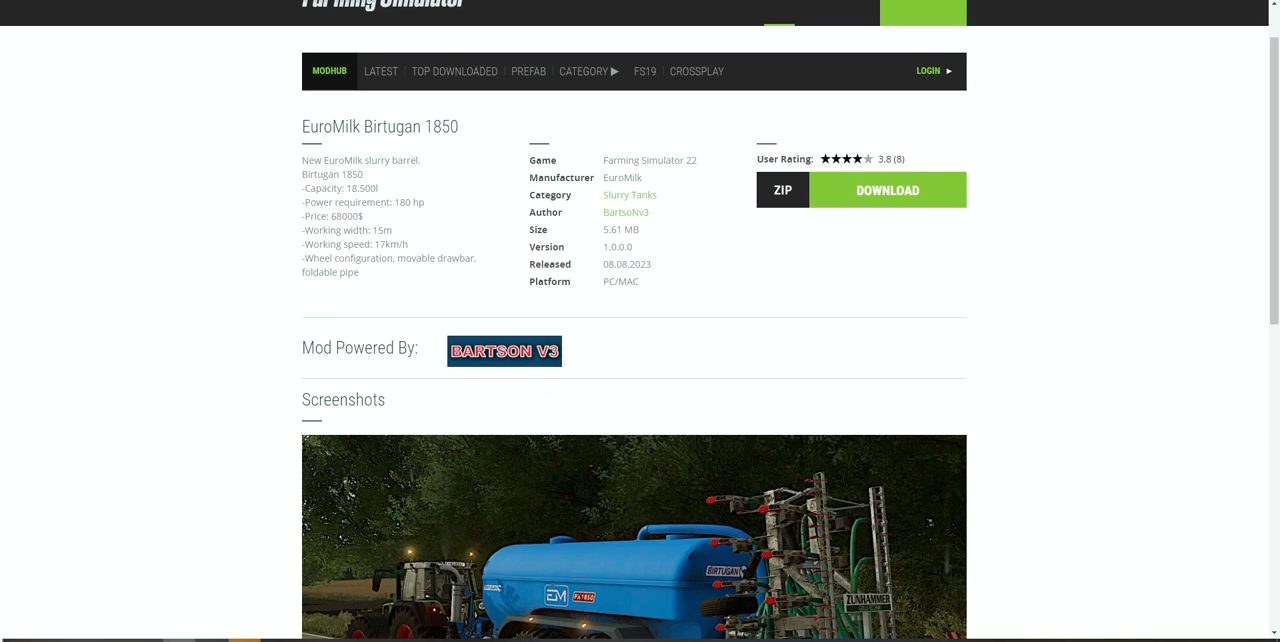 Farming Simulator
MODHUB LATEST TOP DOWNLOADED PREFAB CATEGORY ▶ FS19 CROSSPLAY LOGIN ►
EuroMilk Birtugan 1850
New EuroMilk slurry barrel.
Birtugan 1850
-Capacity: 18.500l
-Power requirement: 180 hp
-Price: 68000$
-Working width: 15m
-Working speed: 17km/h
-Wheel configuration, movable drawbar,
foldable pipe
Game Farming Simulator 22
Manufacturer EuroMilk
Category Slurry Tanks
Author BartsoNv3
Size 5.61 MB
Version 1.0.0.0
Released 08.08.2023
Platform PC/MAC
User Rating: ★★★★★ 3.8 (8)
ZIP DOWNLOAD
Mod Powered By: BARTSON V3
Screenshots
BIRTUGAN
EM
ZUNHAMMER